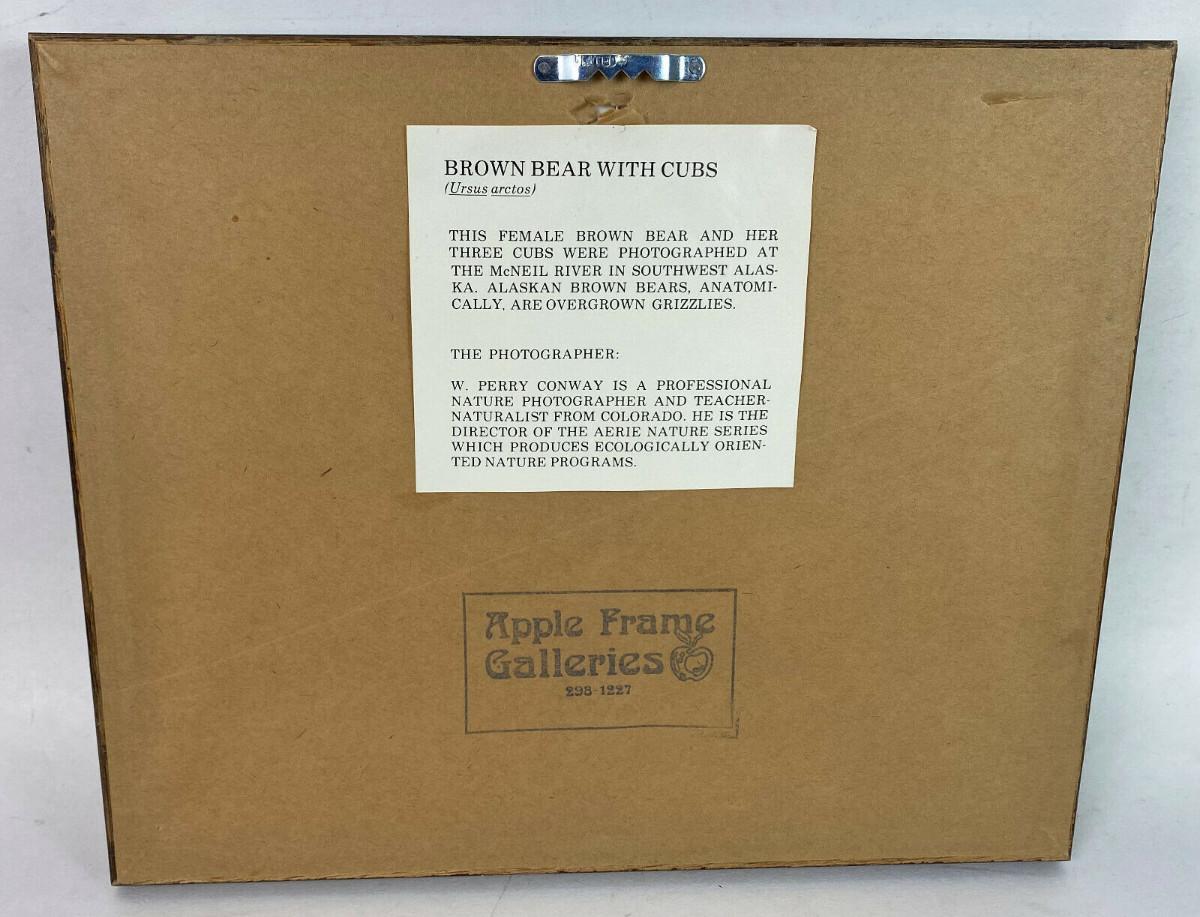 BROWN BEAR WITH CUBS
(Ursus arctos)
THIS FEMALE BROWN BEAR AND HER
THREE CUBS WERE PHOTOGRAPHED AT
THE McNEIL RIVER IN SOUTHWEST ALAS-
KA. ALASKAN BROWN BEARS, ANATOMI-
CALLY, ARE OVERGROWN GRIZZLIES.
THE PHOTOGRAPHER:
W. PERRY CONWAY IS A PROFESSIONAL
NATURE PHOTOGRAPHER AND TEACHER-
NATURALIST FROM COLORADO. HE IS THE
DIRECTOR OF THE AERIE NATURE SERIES
WHICH PRODUCES ECOLOGICALLY ORIEN-
TED NATURE PROGRAMS.
Apple Frame
Galleries
298-1227